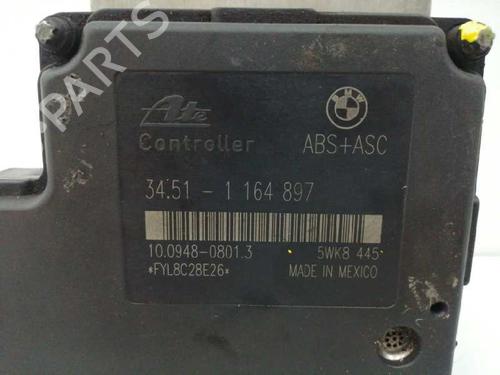 PARTS
Ate
BMW
Controller ABS+ASC
34.51 - 1 164 897
10.0948-0801.3 5WK8 445
*FYL8C28E26* MADE IN MEXICO